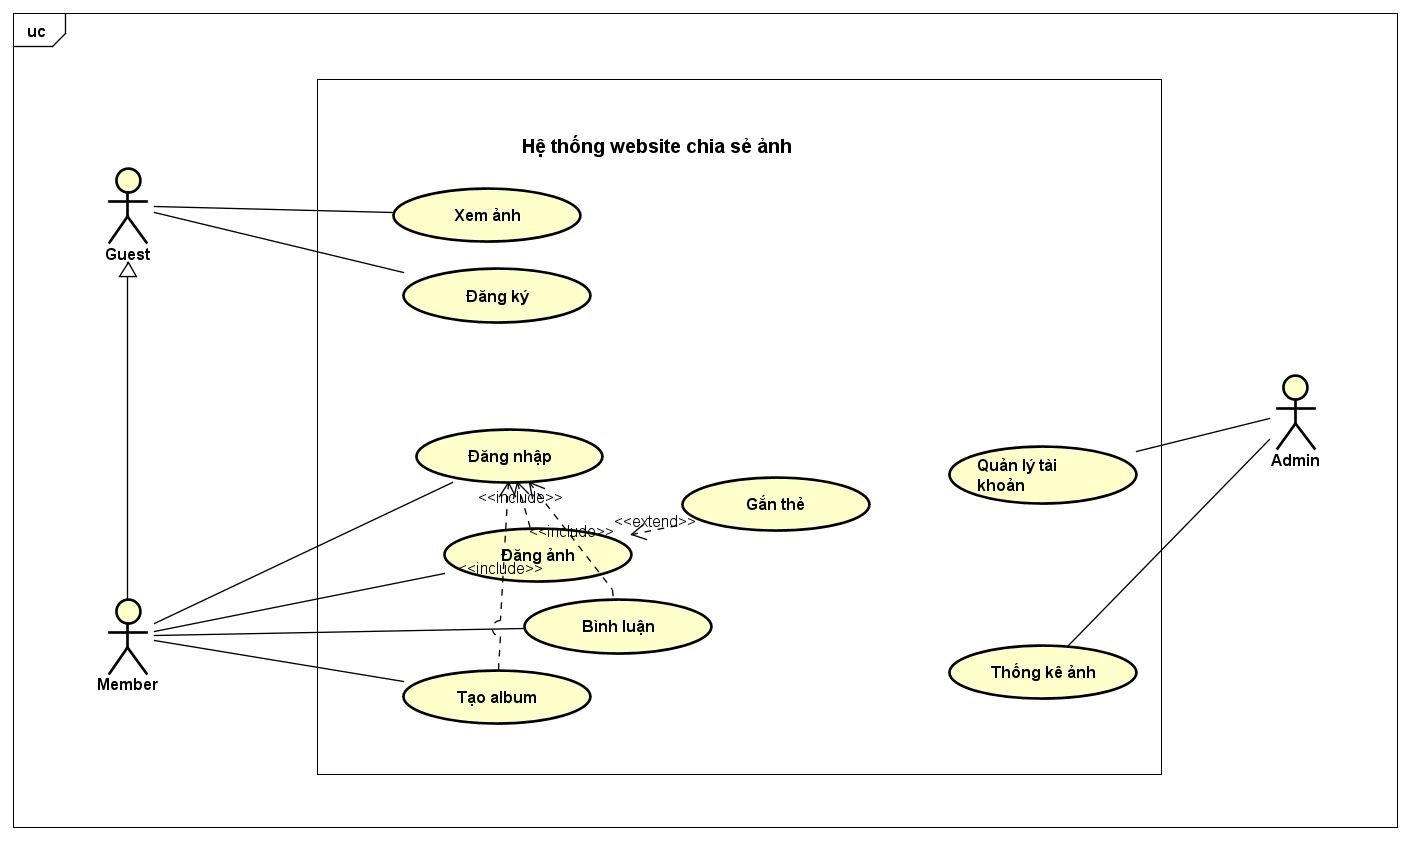 uc
Hệ thống website chia sẻ ảnh
Xem ảnh
Guest
Đăng ký
Đăng nhập
Quản lý tài
khoản
Admin
<<include>>
Gắn thẻ
<<extend>>
<<include>>
Đăng ảnh
<<include>>
Bình luận
Thống kê ảnh
Member
Tạo album